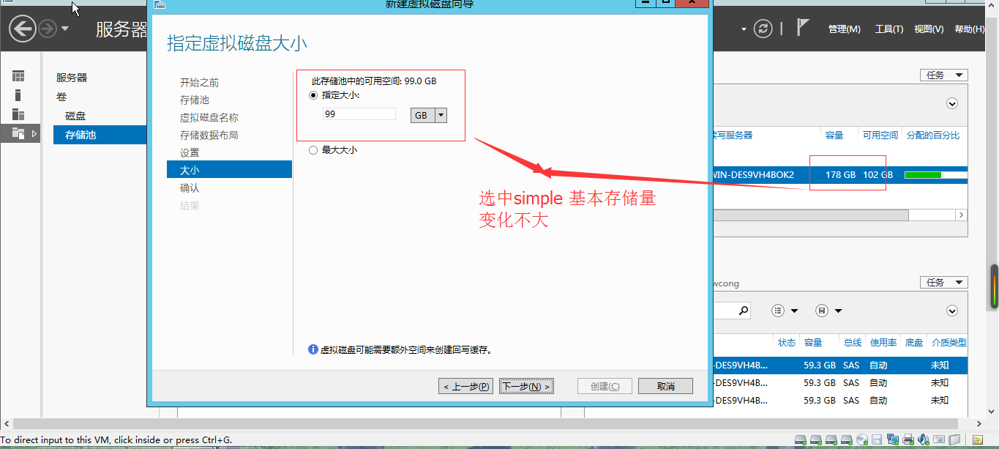 新建虚拟磁盘向导
服务器
管理(M) 工具(T) 视图(V) 帮助(H)
指定虚拟磁盘大小
服务器
卷
磁盘
存储池
开始之前
存储池
虚拟磁盘名称
存储数据布局
设置
大小
确认
结果
此存储池中的可用空间: 99.0 GB
指定大小:
99 GB
最大大小
选中simple 基本存储量
变化不大
虚拟磁盘可能需要额外空间来创建回写缓存。
< 上一步(P) 下一步(N) > 创建(C) 取消
任务
读写服务器 容量 可用空间 分配的百分比
WIN-DES9VH4BOK2 178 GB 102 GB
wcong 任务
状态 容量 总线 使用率 底盘 介质类型
-DES9VH4B... 59.3 GB SAS 自动 未知
-DES9VH4B... 59.3 GB SAS 自动 未知
-DES9VH4B... 59.3 GB SAS 自动 未知
To direct input to this VM, click inside or press Ctrl+G.